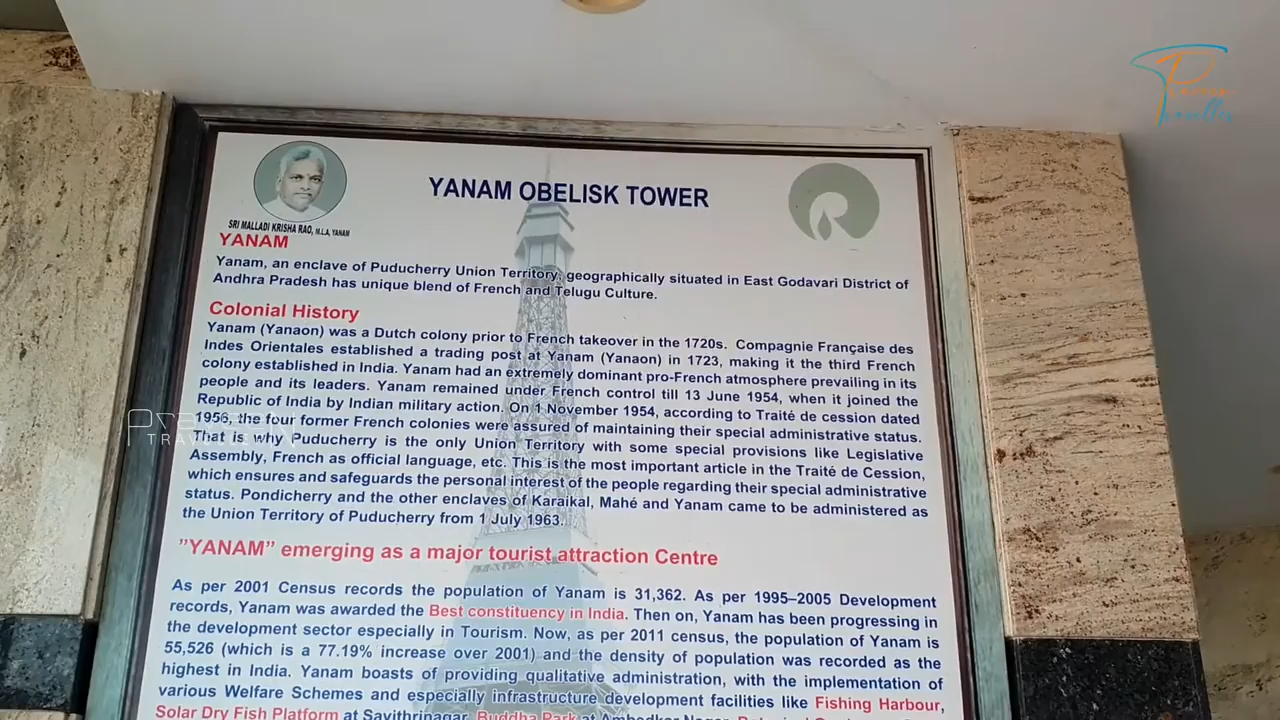 Praveen
Traveller
YANAM OBELISK TOWER
SRI MALLADI KRISHA RAO, M.L.A, YANAM
YANAM
Yanam, an enclave of Puducherry Union Territory, geographically situated in East Godavari District of
Andhra Pradesh has unique blend of French and Telugu Culture.
Colonial History
Yanam (Yanaon) was a Dutch colony prior to French takeover in the 1720s. Compagnie Française des
Indes Orientales established a trading post at Yanam (Yanaon) in 1723, making it the third French
colony established in India. Yanam had an extremely dominant pro-French atmosphere prevailing in its
people and its leaders. Yanam remained under French control till 13 June 1954, when it joined the
Republic of India by Indian military action. On 1 November 1954, according to Traité de cession dated
1956, the four former French colonies were assured of maintaining their special administrative status.
That is why Puducherry is the only Union Territory with some special provisions like Legislative
Assembly, French as official language, etc. This is the most important article in the Traité de Cession,
which ensures and safeguards the personal interest of the people regarding their special administrative
status. Pondicherry and the other enclaves of Karaikal, Mahé and Yanam came to be administered as
the Union Territory of Puducherry from 1 July 1963.
"YANAM" emerging as a major tourist attraction Centre
As per 2001 Census records the population of Yanam is 31,362. As per 1995–2005 Development
records, Yanam was awarded the Best constituency in India. Then on, Yanam has been progressing in
the development sector especially in Tourism. Now, as per 2011 census, the population of Yanam is
55,526 (which is a 77.19% increase over 2001) and the density of population was recorded as the
highest in India. Yanam boasts of providing qualitative administration, with the implementation of
various Welfare Schemes and especially infrastructure development facilities like Fishing Harbour,
Solar Dry Fish Platform at Savithrinagar, Buddha Park at Ambedkar Nagar,